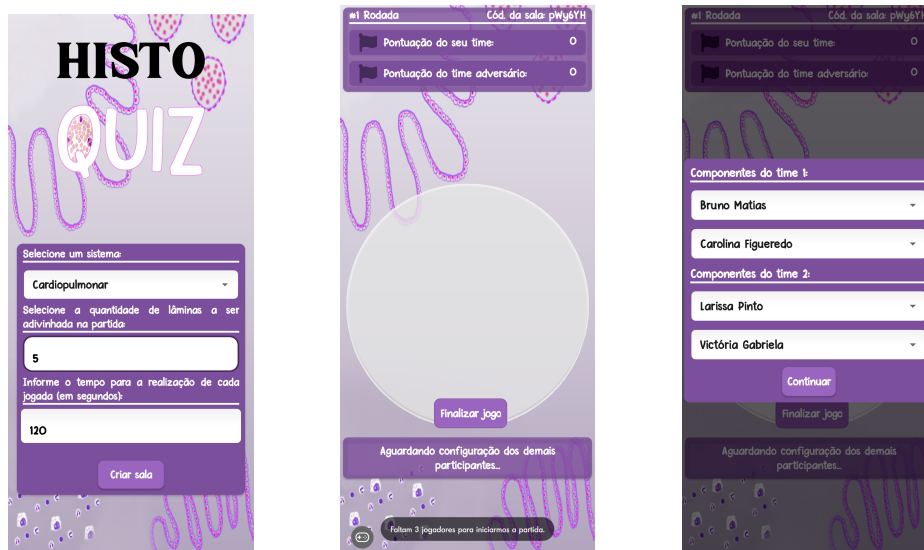 HISTO
QUIZ
Selecione um sistema:
Cardiopulmonar
Selecione a quantidade de lâminas a ser
adivinhada na partida:
5
Informe o tempo para a realização de cada
jogada (em segundos):
120
Criar sala
#1 Rodada Cód. da sala: pWy6YH
Pontuação do seu time: 0
Pontuação do time adversário: 0
Finalizar jogo
Aguardando configuração dos demais
participantes...
Faltam 3 jogadores para iniciarmos a partida.
#1 Rodada Cód. da sala: pWy6YH
Pontuação do seu time: 0
Pontuação do time adversário: 0
Componentes do time 1:
Bruno Matias
Carolina Figueredo
Componentes do time 2:
Larissa Pinto
Victória Gabriela
Continuar
Finalizar jogo
Aguardando configuração dos demais
participantes...